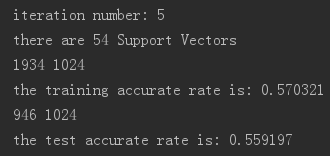 iteration number: 5
there are 54 Support Vectors
1934 1024
the training accurate rate is: 0.570321
946 1024
the test accurate rate is: 0.559197